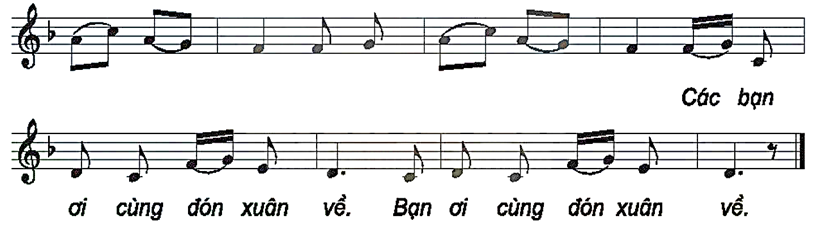 Các bạn
ơi cùng đón xuân về. Bạn ơi cùng đón xuân về.